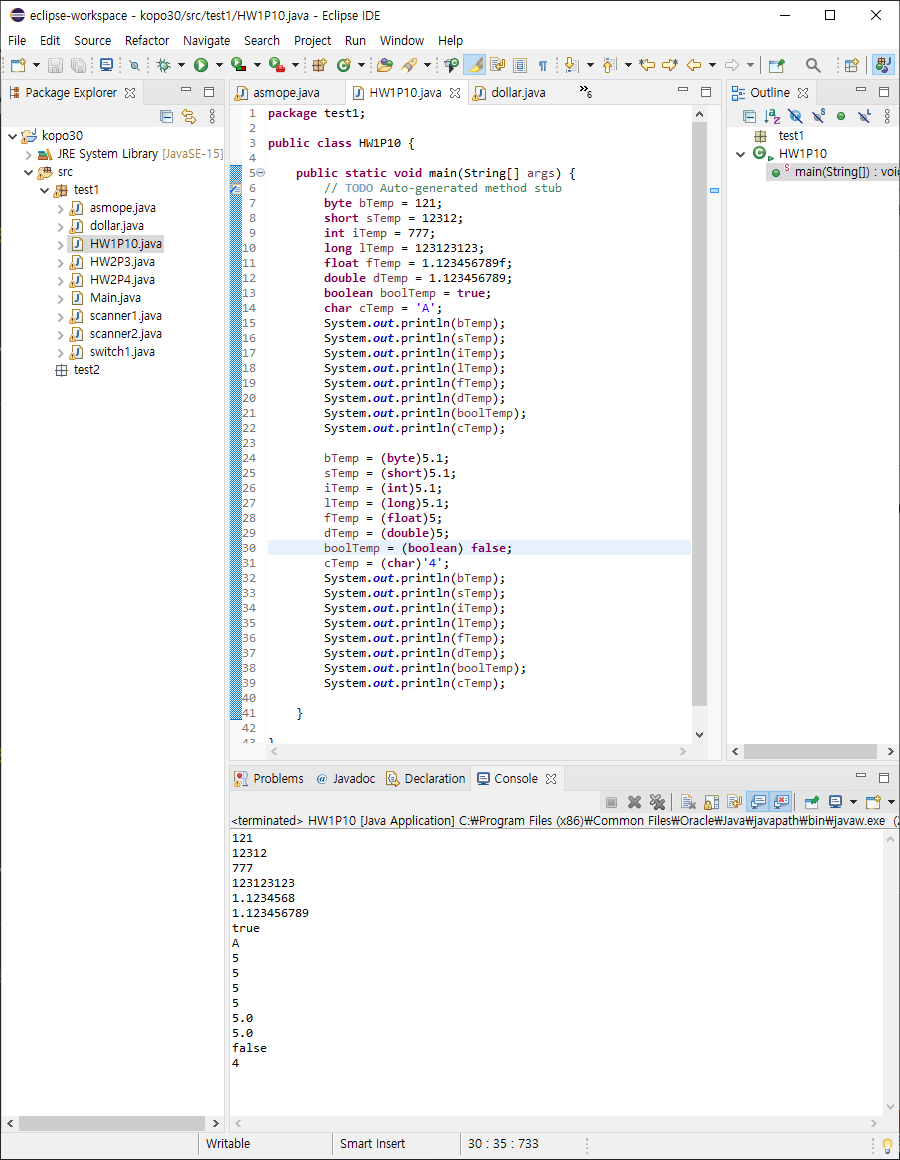 eclipse-workspace - kopo30/src/test1/HW1P10.java - Eclipse IDE
File Edit Source Refactor Navigate Search Project Run Window Help
Package Explorer
kopo30
JRE System Library [JavaSE-15]
src
test1
asmope.java
dollar.java
HW1P10.java
HW2P3.java
HW2P4.java
Main.java
scanner1.java
scanner2.java
switch1.java
test2
asmope.java HW1P10.java dollar.java »6
1 package test1;
2
3 public class HW1P10 {
4
5 public static void main(String[] args) {
6 // TODO Auto-generated method stub
7 byte bTemp = 121;
8 short sTemp = 12312;
9 int iTemp = 777;
10 long lTemp = 123123123;
11 float fTemp = 1.123456789f;
12 double dTemp = 1.123456789;
13 boolean boolTemp = true;
14 char cTemp = 'A';
15 System.out.println(bTemp);
16 System.out.println(sTemp);
17 System.out.println(iTemp);
18 System.out.println(lTemp);
19 System.out.println(fTemp);
20 System.out.println(dTemp);
21 System.out.println(boolTemp);
22 System.out.println(cTemp);
23
24 bTemp = (byte)5.1;
25 sTemp = (short)5.1;
26 iTemp = (int)5.1;
27 lTemp = (long)5.1;
28 fTemp = (float)5;
29 dTemp = (double)5;
30 boolTemp = (boolean) false;
31 cTemp = (char)'4';
32 System.out.println(bTemp);
33 System.out.println(sTemp);
34 System.out.println(iTemp);
35 System.out.println(lTemp);
36 System.out.println(fTemp);
37 System.out.println(dTemp);
38 System.out.println(boolTemp);
39 System.out.println(cTemp);
40
41 }
42
43 }
Outline
test1
HW1P10
main(String[]) : voi
Problems @ Javadoc Declaration Console
<terminated> HW1P10 [Java Application] C:₩Program Files (x86)₩Common Files₩Oracle₩Java₩javapath₩bin₩javaw.exe (2
121
12312
777
123123123
1.1234568
1.123456789
true
A
5
5
5
5
5.0
5.0
false
4
Writable Smart Insert 30 : 35 : 733